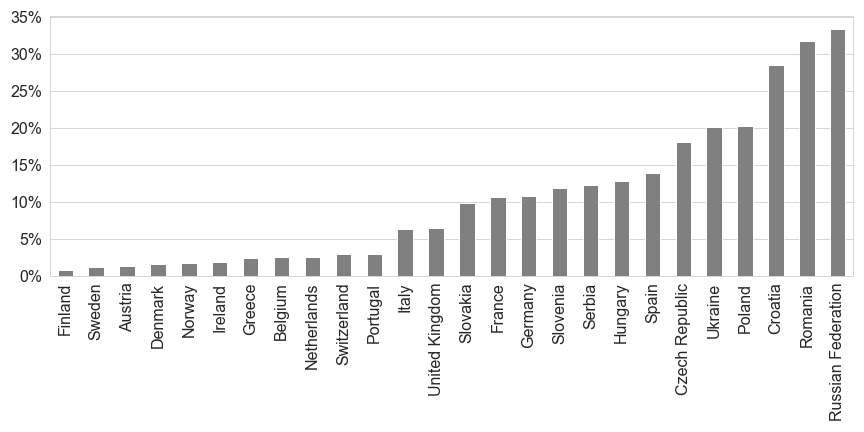 35%
30%
25%
20%
15%
10%
5%
0%
Finland
Sweden
Austria
Denmark
Norway
Ireland
Greece
Belgium
Netherlands
Switzerland
Portugal
Italy
United Kingdom
Slovakia
France
Germany
Slovenia
Serbia
Hungary
Spain
Czech Republic
Ukraine
Poland
Croatia
Romania
Russian Federation